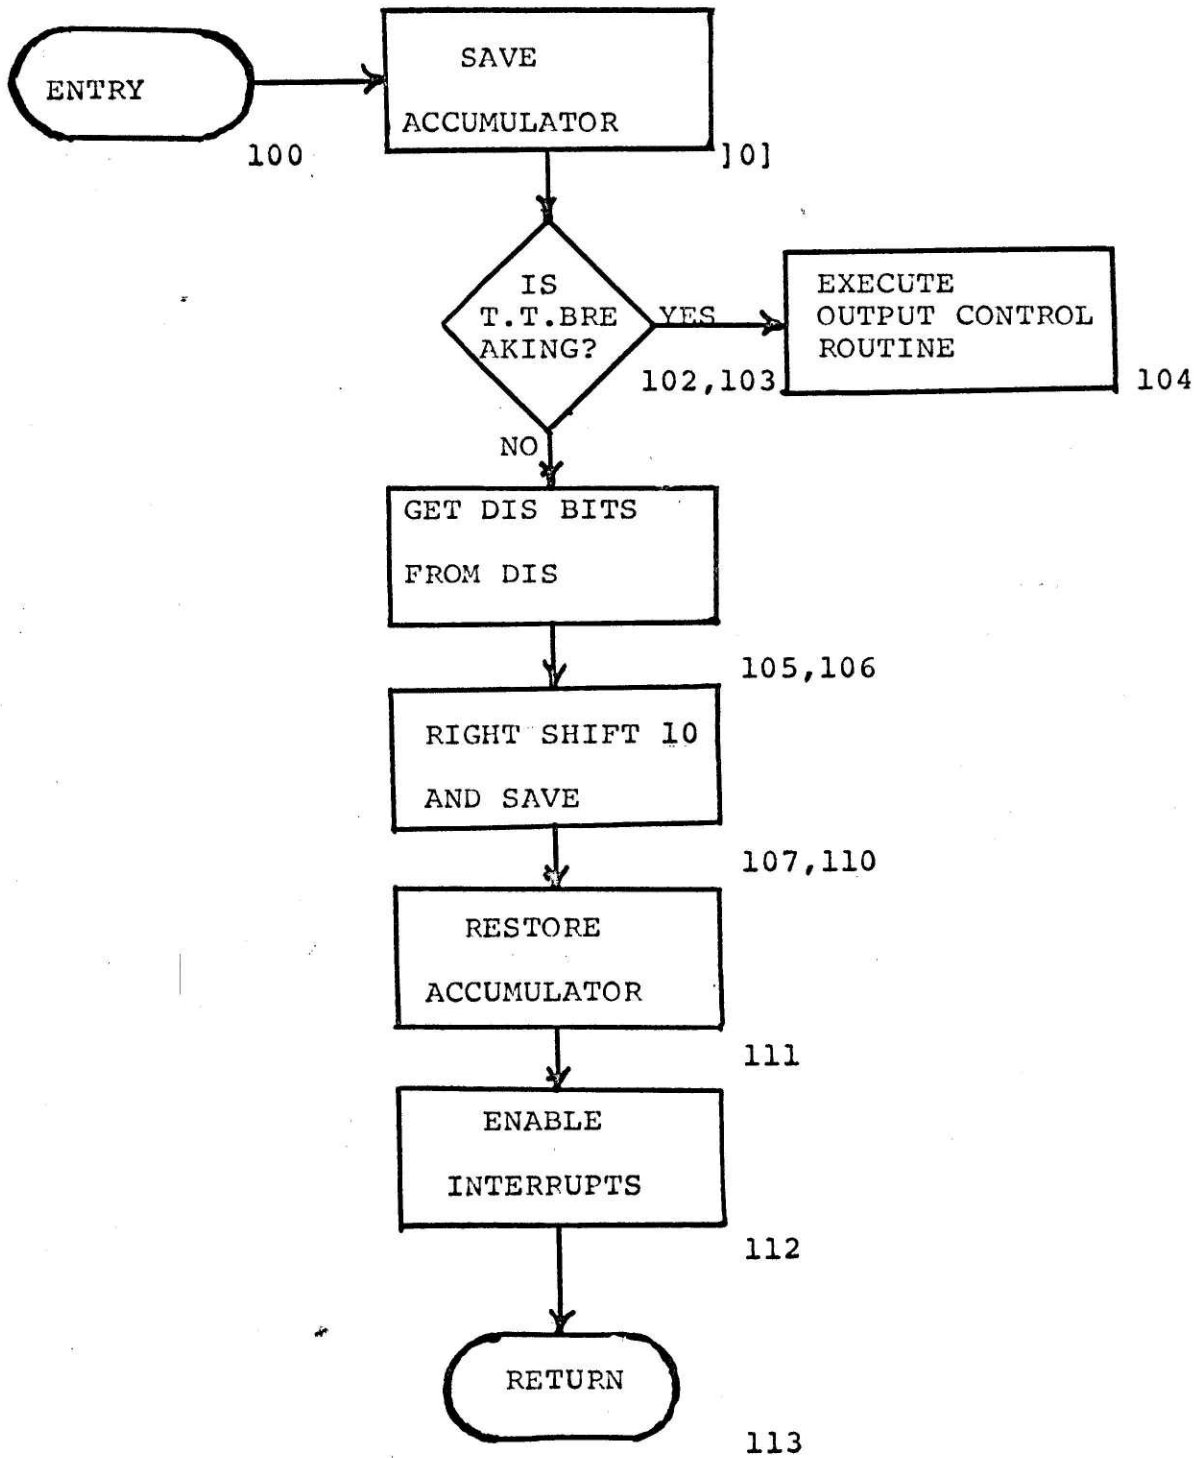 ENTRY
100
SAVE
ACCUMULATOR
]0]
IS
T.T.BRE
AKING?
YES
102,103
EXECUTE
OUTPUT CONTROL
ROUTINE
104
NO
GET DIS BITS
FROM DIS
105,106
RIGHT SHIFT 10
AND SAVE
107,110
RESTORE
ACCUMULATOR
111
ENABLE
INTERRUPTS
112
RETURN
113